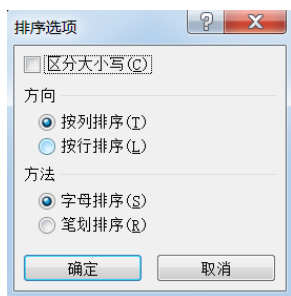 排序选项
区分大小写(C)
方向
按列排序(T)
按行排序(L)
方法
字母排序(S)
笔划排序(R)
确定 取消